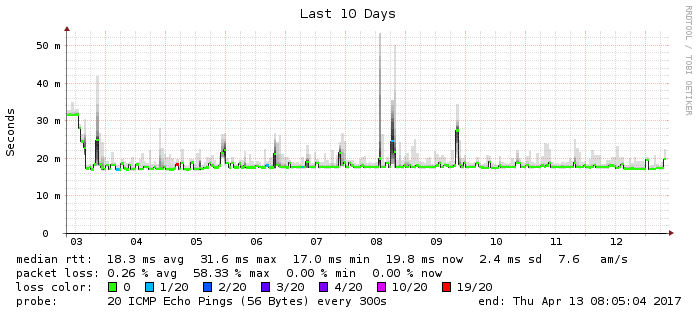 Last 10 Days
RRDTOOL / TOBI OETIKER
Seconds
50 m
40 m
30 m
20 m
10 m
0
03 04 05 06 07 08 09 10 11 12
median rtt: 18.3 ms avg 31.6 ms max 17.0 ms min 19.8 ms now 2.4 ms sd 7.6 am/s
packet loss: 0.26 % avg 58.33 % max 0.00 % min 0.00 % now
loss color: 0 1/20 2/20 3/20 4/20 10/20 19/20
probe: 20 ICMP Echo Pings (56 Bytes) every 300s end: Thu Apr 13 08:05:04 2017